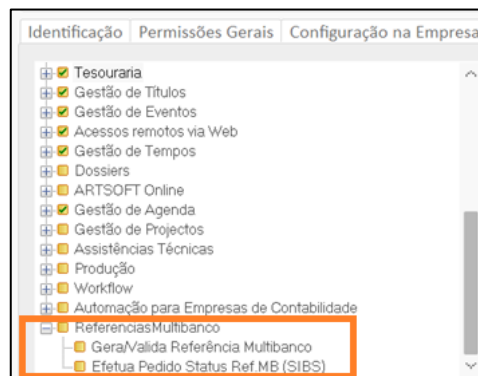 Identificação Permissões Gerais Configuração na Empresa
Tesouraria
Gestão de Títulos
Gestão de Eventos
Acessos remotos via Web
Gestão de Tempos
Dossiers
ARTSOFT Online
Gestão de Agenda
Gestão de Projectos
Assistências Técnicas
Produção
Workflow
Automação para Empresas de Contabilidade
ReferenciasMultibanco
Gera/Valida Referência Multibanco
Efetua Pedido Status Ref.MB (SIBS)